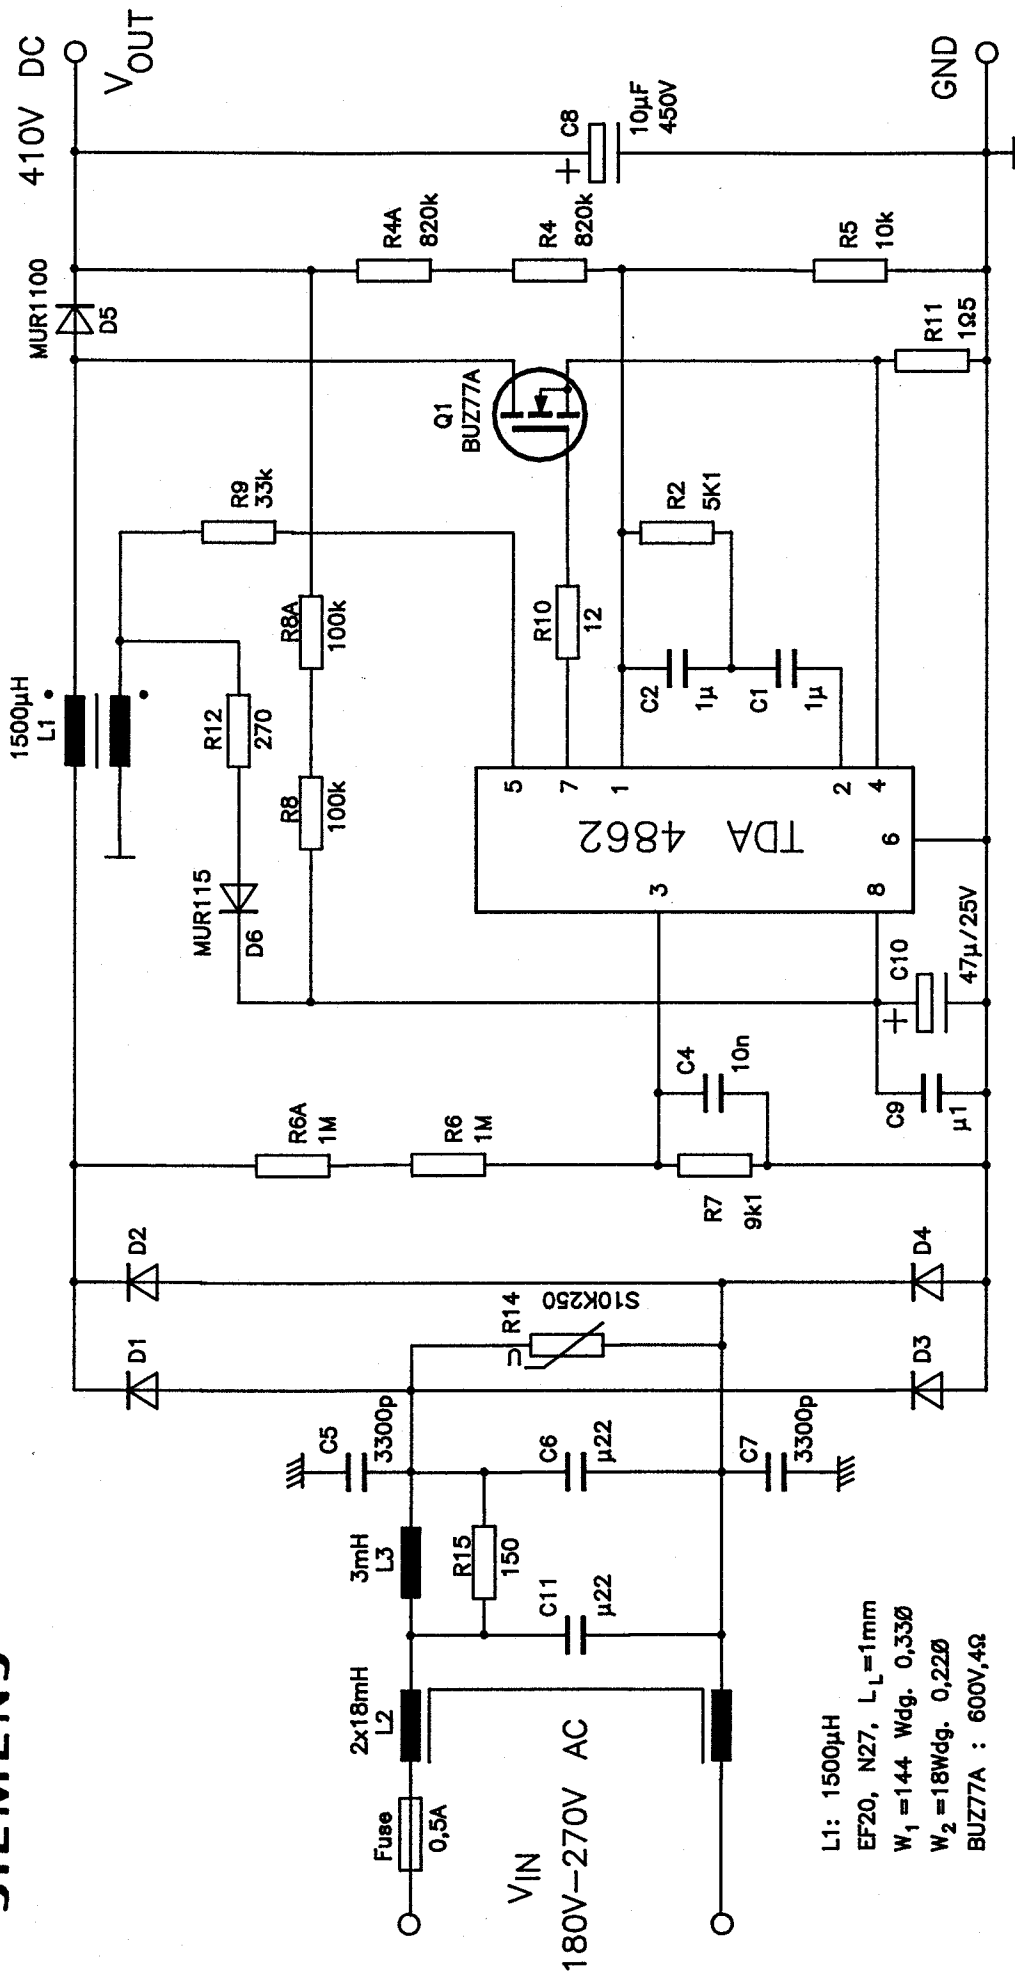 SIEMENS
410V DC
V_OUT
GND
MUR1100
D5
R4A
820k
R4
820k
C8
10µF
450V
+
R5
10k
R11
1Ω5
Q1
BUZ77A
R9
33k
R8A
100k
R10
12
R2
5K1
1500µH
L1
R12
270
R8
100k
C2
1µ
C1
1µ
5
7
1
2
4
TDA
4862
3
8
6
MUR115
D6
C10
47µ/25V
+
C4
10n
C9
µ1
R6A
1M
R6
1M
R7
9k1
D2
D4
D1
D3
R14
S10K250
U
C5
3300p
C6
µ22
C7
3300p
3mH
L3
R15
150
C11
µ22
2x18mH
L2
Fuse
0,5A
V_IN
180V-270V AC
L1: 1500µH
EF20, N27, L_L=1mm
W_1=144 Wdg. 0,33Ø
W_2=18Wdg. 0,22Ø
BUZ77A : 600V,4Ω